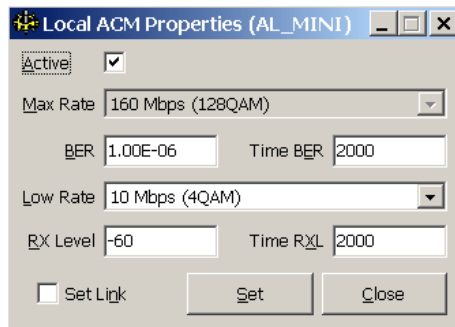 Local ACM Properties (AL_MINI)
Active
Max Rate 160 Mbps (128QAM)
BER 1.00E-06 Time BER 2000
Low Rate 10 Mbps (4QAM)
RX Level -60 Time RXL 2000
Set Link Set Close